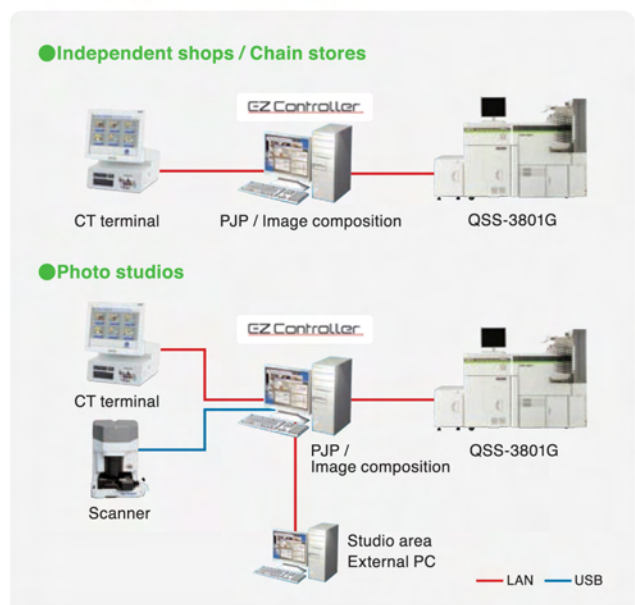 ●Independent shops / Chain stores
EZ Controller
CT terminal
PJP / Image composition
QSS-3801G
●Photo studios
EZ Controller
CT terminal
PJP /
Image composition
QSS-3801G
Scanner
Studio area
External PC
LAN
USB